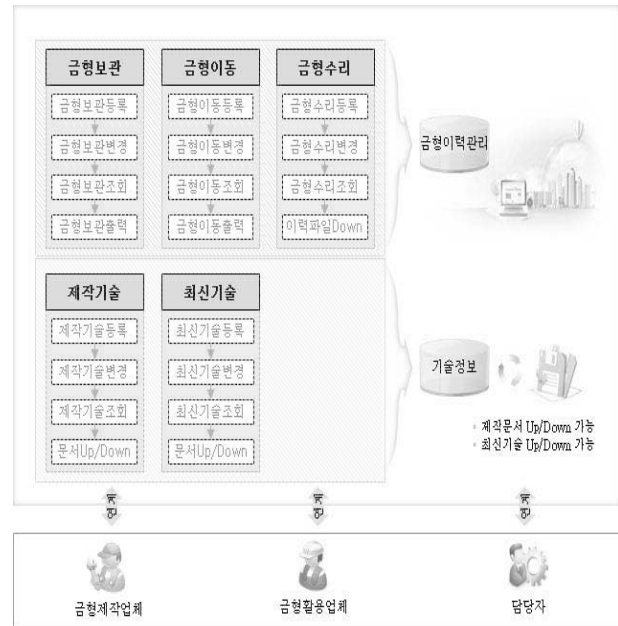 금형보관
금형보관등록
금형보관변경
금형보관조회
금형보관출력
금형이동
금형이동등록
금형이동변경
금형이동조회
금형이동출력
금형수리
금형수리등록
금형수리변경
금형수리조회
이력파일Down
금형이력관리
제작기술
제작기술등록
제작기술변경
제작기술조회
문서Up/Down
최신기술
최신기술등록
최신기술변경
최신기술조회
문서Up/Down
기술정보
제작문서 Up/Down 가능
최신기술 Up/Down 가능
연계
연계
연계
금형제작업체
금형활용업체
담당자